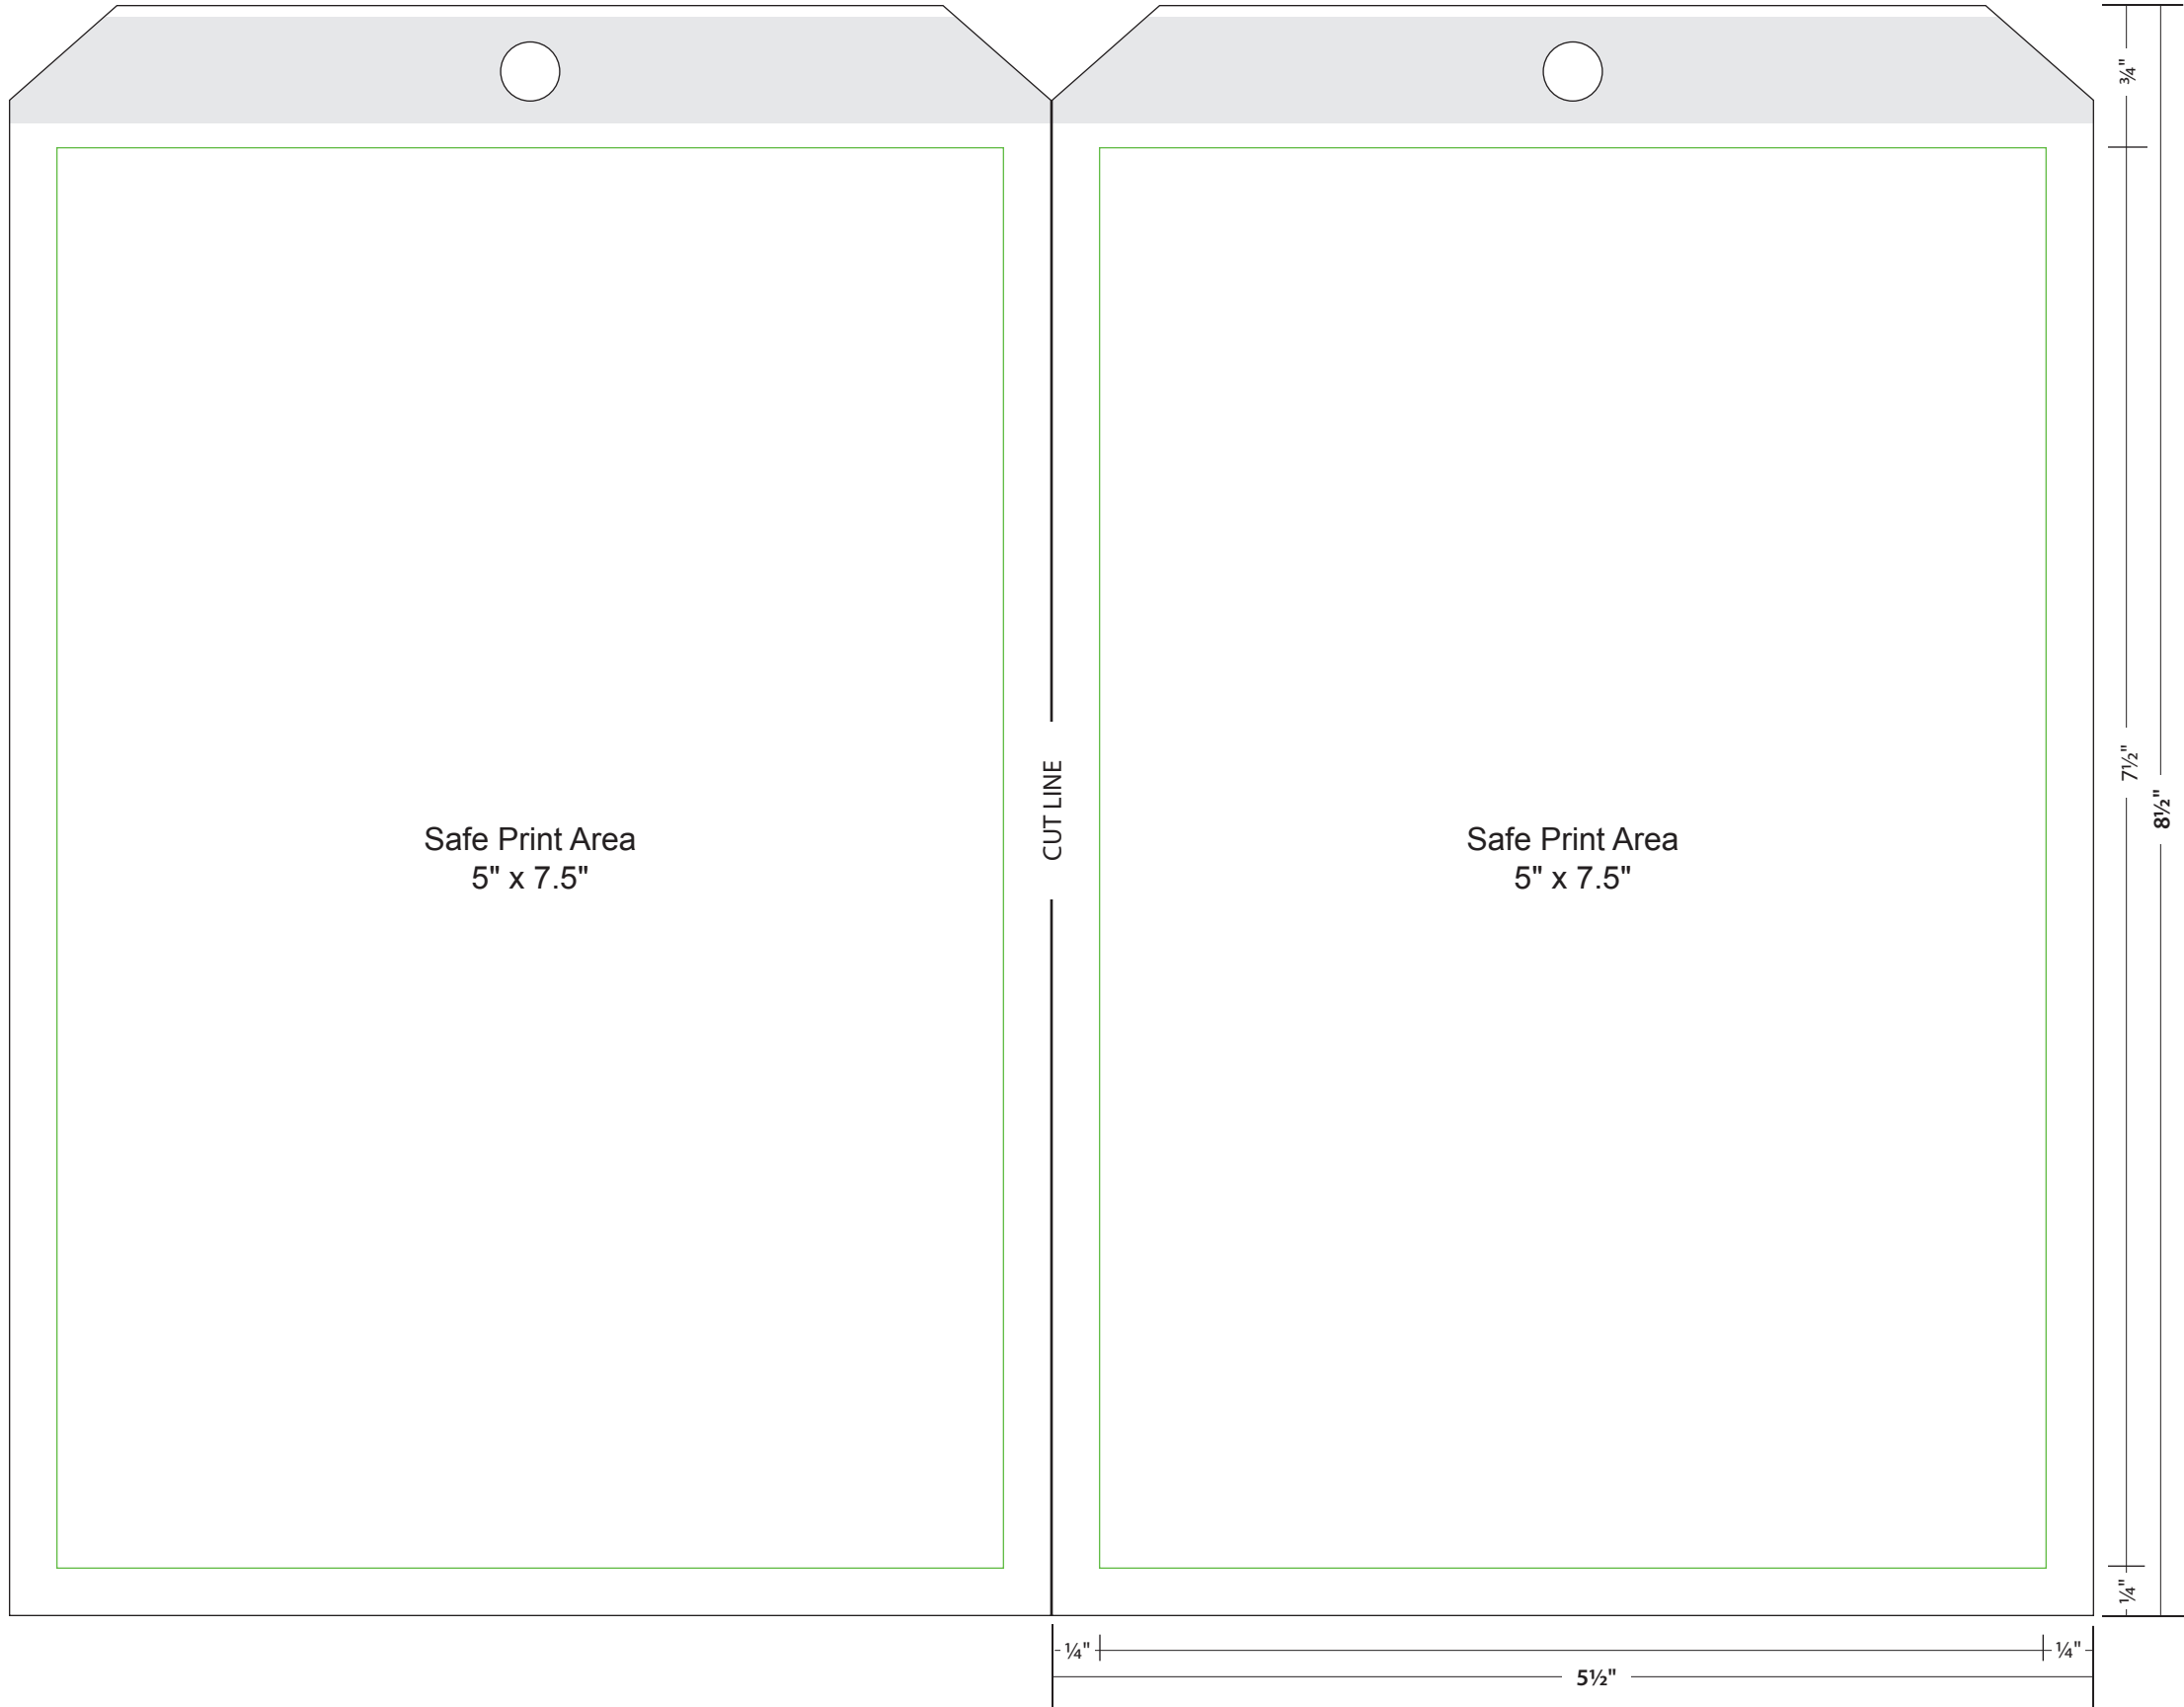 ¾"
Safe Print Area
5" x 7.5"
CUT LINE
Safe Print Area
5" x 7.5"
7½"
8½"
¼"
¼"
¼"
5½"